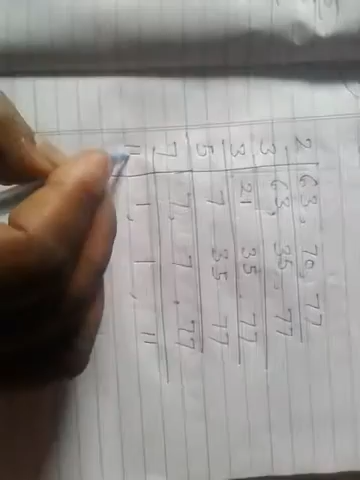 2 63, 70, 77
3 63, 35, 77
3 21 35, 77
5 7 35 77
7 7, 7, 77
11 1, 1, 11